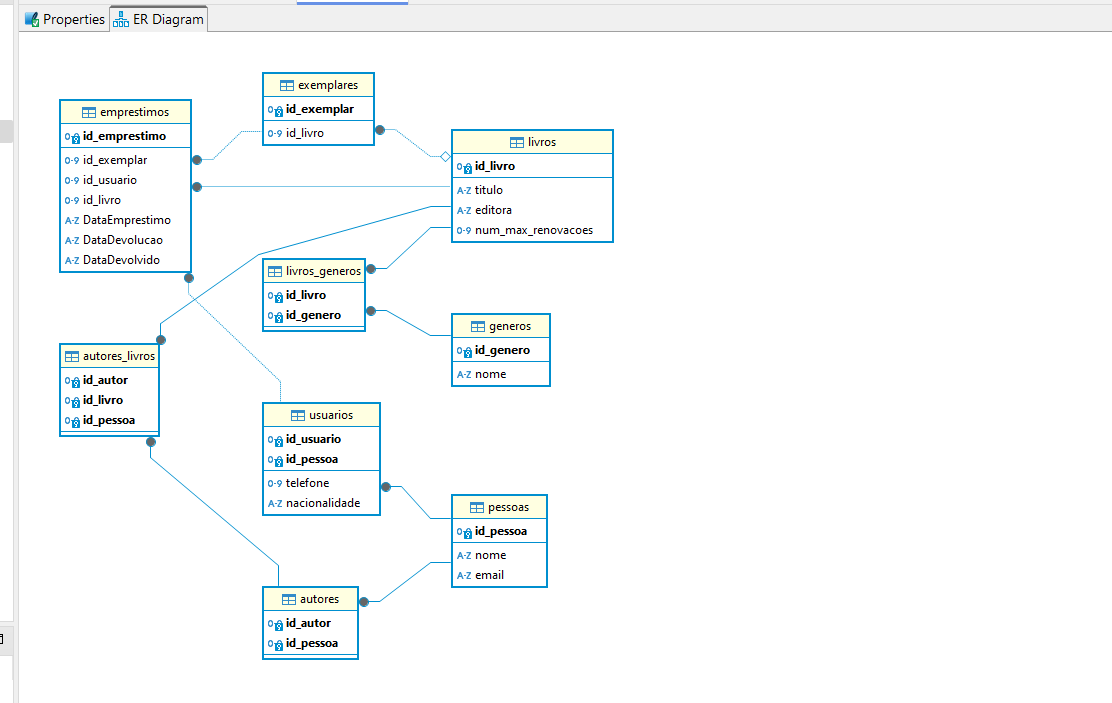 Properties
ER Diagram
exemplares
id_exemplar
id_livro
emprestimos
id_emprestimo
id_exemplar
id_usuario
id_livro
DataEmprestimo
DataDevolucao
DataDevolvido
livros
id_livro
titulo
editora
num_max_renovacoes
livros_generos
id_livro
id_genero
generos
id_genero
nome
autores_livros
id_autor
id_livro
id_pessoa
usuarios
id_usuario
id_pessoa
telefone
nacionalidade
pessoas
id_pessoa
nome
email
autores
id_autor
id_pessoa